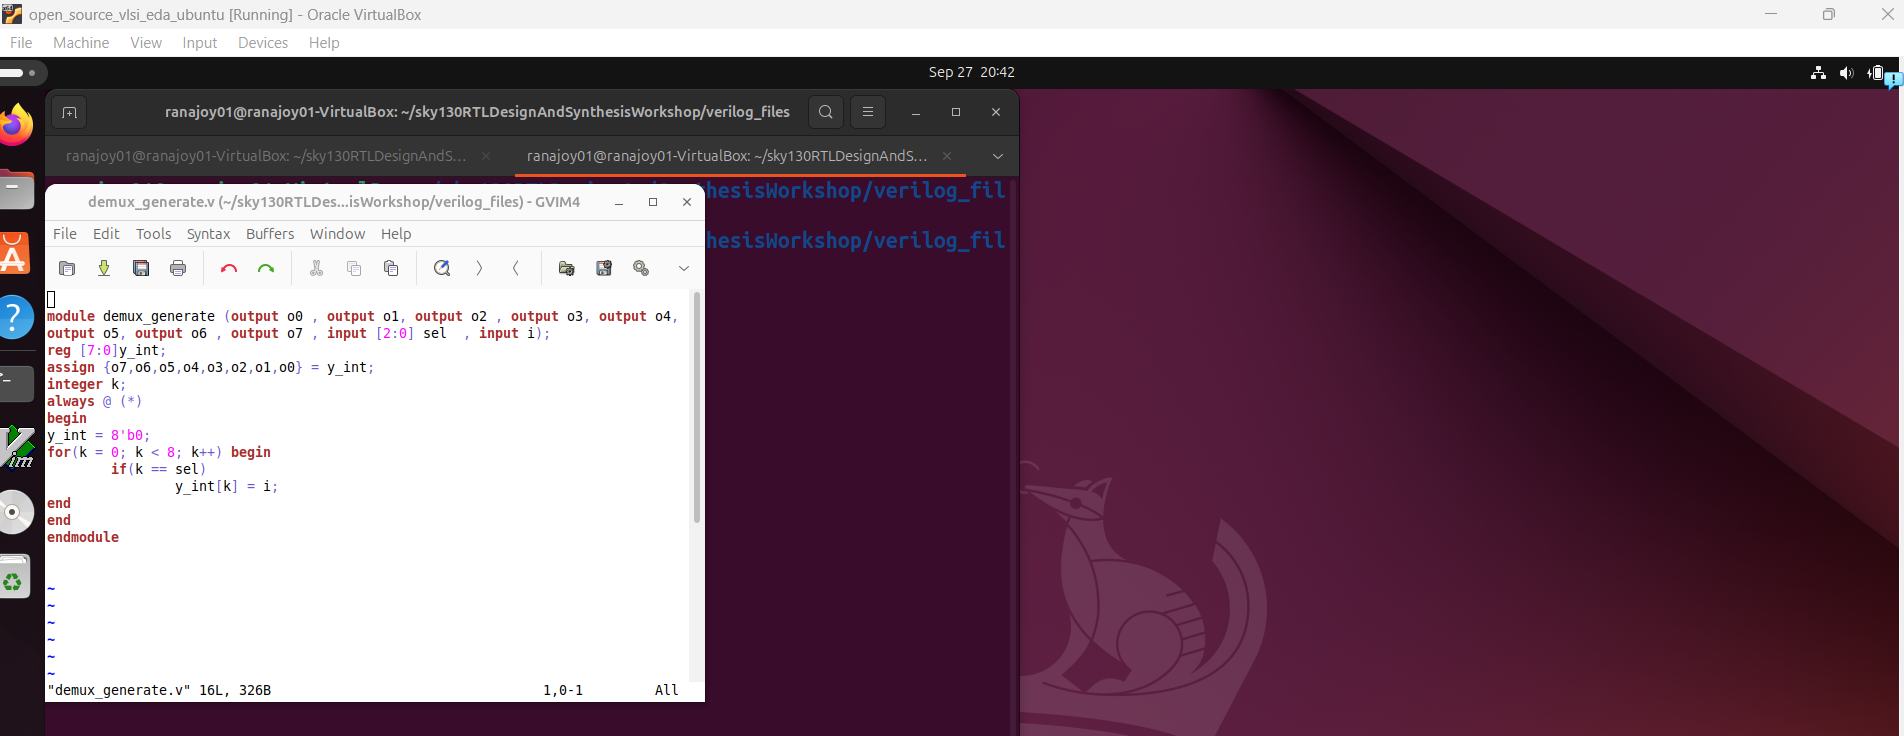 open_source_vlsi_eda_ubuntu [Running] - Oracle VirtualBox
File Machine View Input Devices Help
Sep 27 20:42
ranajoy01@ranajoy01-VirtualBox: ~/sky130RTLDesignAndSynthesisWorkshop/verilog_files
ranajoy01@ranajoy01-VirtualBox: ~/sky130RTLDesignAndS...
ranajoy01@ranajoy01-VirtualBox: ~/sky130RTLDesignAndS...
hesisWorkshop/verilog_fil
hesisWorkshop/verilog_fil
demux_generate.v (~/sky130RTLDes...isWorkshop/verilog_files) - GVIM4
File Edit Tools Syntax Buffers Window Help
module demux_generate (output o0 , output o1, output o2 , output o3, output o4,
output o5, output o6 , output o7 , input [2:0] sel  , input i);
reg [7:0]y_int;
assign {o7,o6,o5,o4,o3,o2,o1,o0} = y_int;
integer k;
always @ (*)
begin
y_int = 8'b0;
for(k = 0; k < 8; k++) begin
if(k == sel)
y_int[k] = i;
end
end
endmodule
~
~
~
~
~
~
"demux_generate.v" 16L, 326B 1,0-1 All